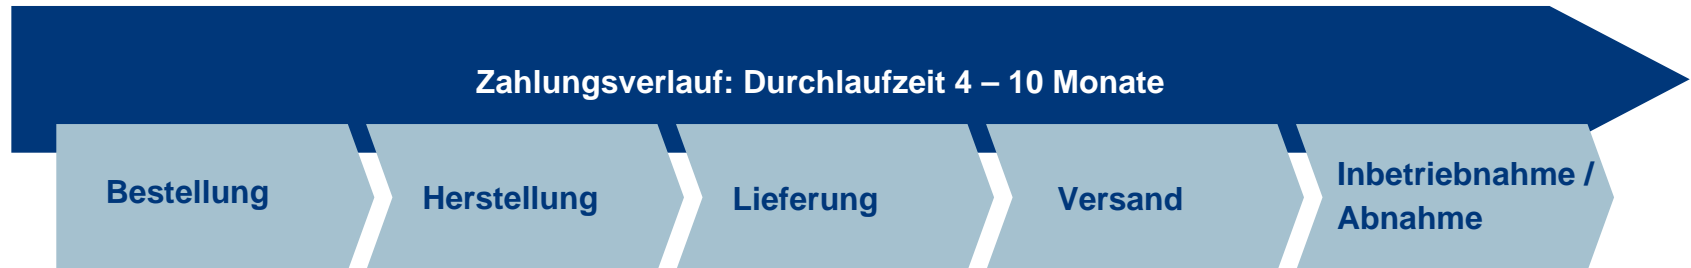 Zahlungsverlauf: Durchlaufzeit 4 – 10 Monate
Bestellung
Herstellung
Lieferung
Versand
Inbetriebnahme /
Abnahme